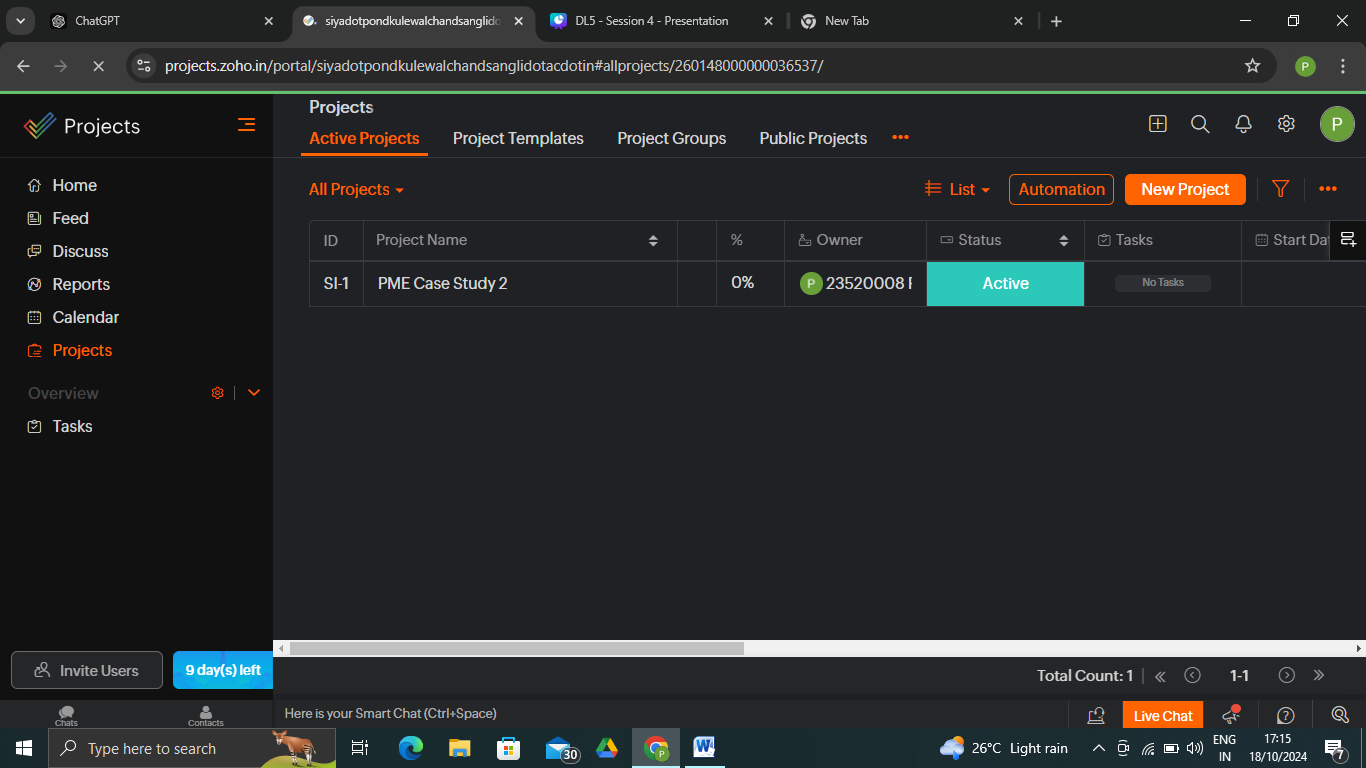 ChatGPT
siyadotpondkulewalchandsanglido
DL5 - Session 4 - Presentation
New Tab
projects.zoho.in/portal/siyadotpondkulewalchandsanglidotacdotin#allprojects/260148000000036537/
P
Projects
Home
Feed
Discuss
Reports
Calendar
Projects
Overview
Tasks
Invite Users
9 day(s) left
Chats
Contacts
Projects
Active Projects Project Templates Project Groups Public Projects
P
All Projects
List Automation New Project
ID Project Name % Owner Status Tasks Start Da
SI-1 PME Case Study 2 0% P 23520008 Active No Tasks
Total Count: 1 1-1
Here is your Smart Chat (Ctrl+Space)
Live Chat
Type here to search
30
P
26°C Light rain
ENG
IN
17:15
18/10/2024
7